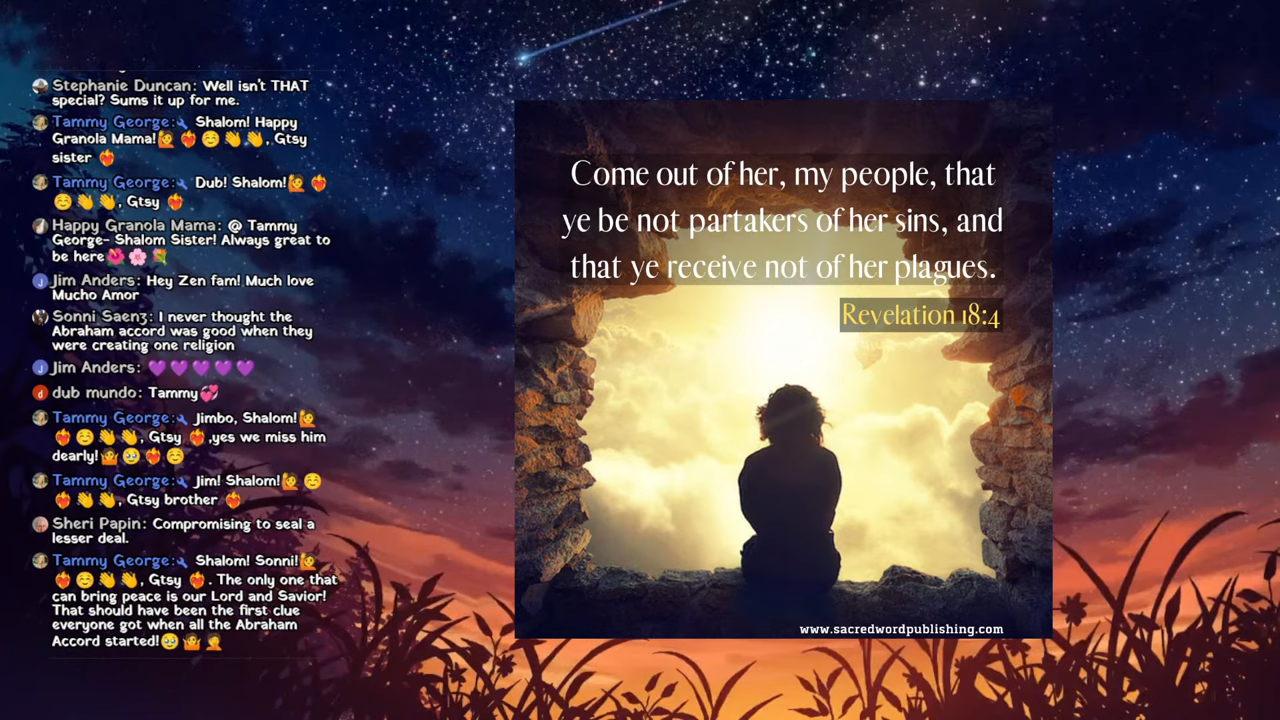 Stephanie Duncan: Well isn't THAT
special? Sums it up for me.
Tammy George: Shalom! Happy
Granola Mama!🙋❤️‍🔥☺️👋👋, Gtsy
sister ❤️‍🔥
Tammy George: Dub! Shalom!🙋❤️‍🔥
☺️👋👋, Gtsy ❤️‍🔥
Happy Granola Mama: @ Tammy
George- Shalom Sister! Always great to
be here🌺🌸💐
Jim Anders: Hey Zen fam! Much love
Mucho Amor
Sonni Saenz: I never thought the
Abraham accord was good when they
were creating one religion
Jim Anders: 💜💜💜💜💜
dub mundo: Tammy💞
Tammy George: Jimbo, Shalom!🙋
❤️‍🔥☺️👋👋, Gtsy ❤️‍🔥,yes we miss him
dearly!🤷🥹❤️‍🔥☺️
Tammy George: Jim! Shalom!🙋☺️
❤️‍🔥👋👋, Gtsy brother ❤️‍🔥
Sheri Papin: Compromising to seal a
lesser deal.
Tammy George: Shalom! Sonni!🙋
❤️‍🔥☺️👋👋, Gtsy ❤️‍🔥. The only one that
can bring peace is our Lord and Savior!
That should have been the first clue
everyone got when all the Abraham
Accord started!🥹🤷🤦
Come out of her, my people, that
ye be not partakers of her sins, and
that ye receive not of her plagues.
Revelation 18:4
www.sacredwordpublishing.com